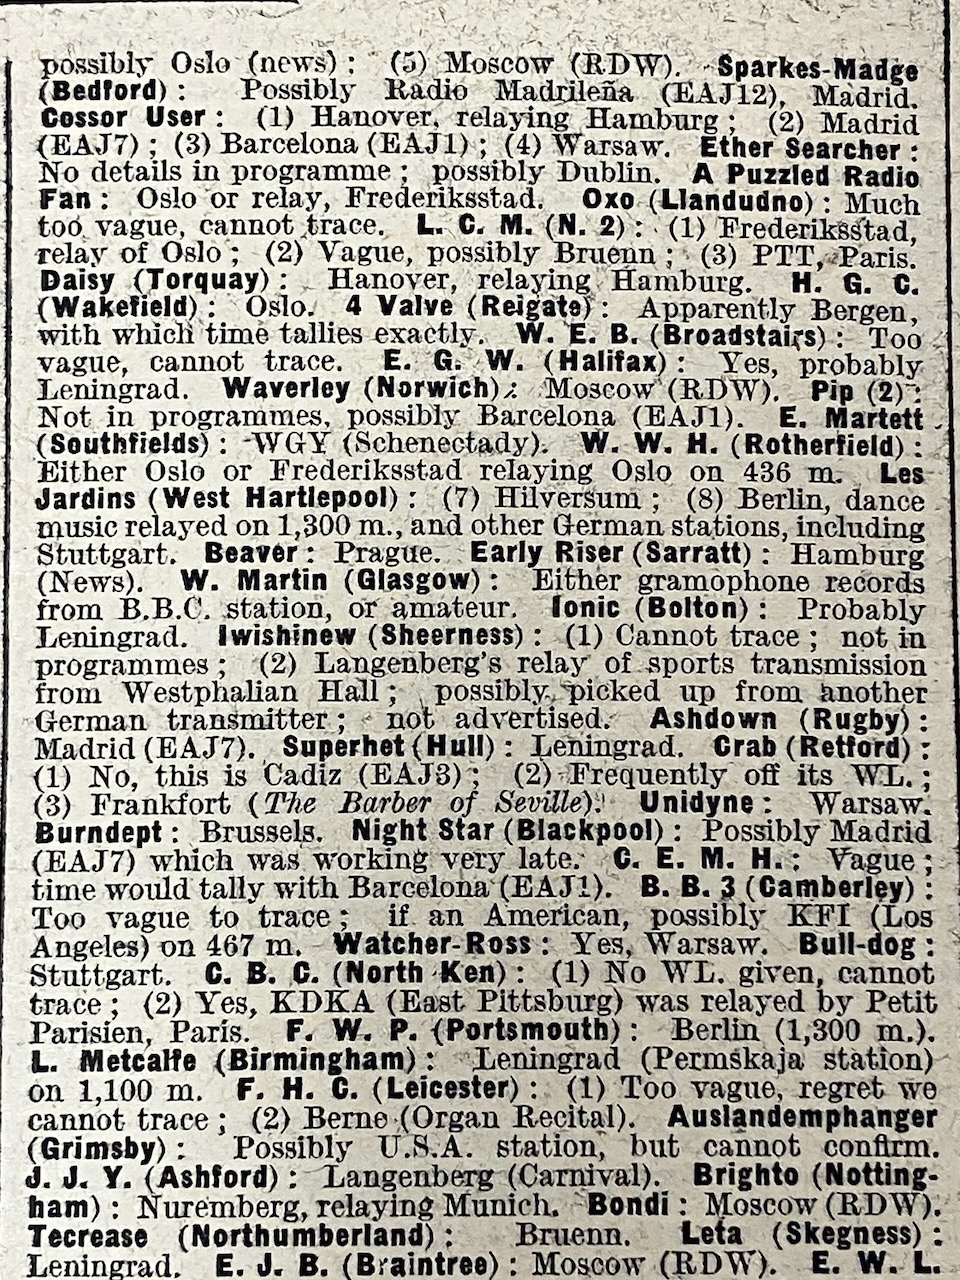 possibly Oslo (news) ; (5) Moscow (RDW). Sparkes-Madge
(Bedford) : Possibly Radio Madrileña (EAJ12), Madrid.
Cossor User : (1) Hanover, relaying Hamburg ; (2) Madrid
(EAJ7) ; (3) Barcelona (EAJ1) ; (4) Warsaw. Ether Searcher :
No details in programme ; possibly Dublin. A Puzzled Radio
Fan : Oslo or relay, Frederiksstad. Oxo (Llandudno) : Much
too vague, cannot trace. L. C. M. (N. 2) : (1) Frederiksstad,
relay of Oslo ; (2) Vague, possibly Bruenn ; (3) PTT, Paris.
Daisy (Torquay) : Hanover, relaying Hamburg. H. G. C.
(Wakefield) : Oslo. 4 Valve (Reigate) : Apparently Bergen,
with which time tallies exactly. W. E. B. (Broadstairs) : Too
vague, cannot trace. E. G. W. (Halifax) : Yes, probably
Leningrad. Waverley (Norwich) : Moscow (RDW). Pip (2) :
Not in programmes, possibly Barcelona (EAJ1). E. Martett
(Southfields) : WGY (Schenectady). W. W. H. (Rotherfield) :
Either Oslo or Frederiksstad relaying Oslo on 436 m. Les
Jardins (West Hartlepool) : (7) Hilversum ; (8) Berlin, dance
music relayed on 1,300 m., and other German stations, including
Stuttgart. Beaver : Prague. Early Riser (Sarratt) : Hamburg
(News). W. Martin (Glasgow) : Either gramophone records
from B.B.C. station, or amateur. Ionic (Bolton) : Probably
Leningrad. Iwishinew (Sheerness) : (1) Cannot trace ; not in
programmes ; (2) Langenberg's relay of sports transmission
from Westphalian Hall ; possibly picked up from another
German transmitter ; not advertised. Ashdown (Rugby) :
Madrid (EAJ7). Superhet (Hull) : Leningrad. Crab (Retford) :
(1) No, this is Cadiz (EAJ3) ; (2) Frequently off its WL. ;
(3) Frankfort (The Barber of Seville). Unidyne : Warsaw.
Burndept : Brussels. Night Star (Blackpool) : Possibly Madrid
(EAJ7) which was working very late. C. E. M. H. : Vague ;
time would tally with Barcelona (EAJ1). B. B. 3 (Camberley) :
Too vague to trace ; if an American, possibly KFI (Los
Angeles) on 467 m. Watcher-Ross : Yes, Warsaw. Bull-dog :
Stuttgart. C. B. C. (North Ken) : (1) No WL. given, cannot
trace ; (2) Yes, KDKA (East Pittsburg) was relayed by Petit
Parisien, Paris. F. W. P. (Portsmouth) : Berlin (1,300 m.).
L. Metcalfe (Birmingham) : Leningrad (Permskaja station)
on 1,100 m. F. H. C. (Leicester) : (1) Too vague, regret we
cannot trace ; (2) Berne (Organ Recital). Auslandemphanger
(Grimsby) : Possibly U.S.A. station, but cannot confirm.
J. J. Y. (Ashford) : Langenberg (Carnival). Brighto (Notting-
ham) : Nuremberg, relaying Munich. Bondi : Moscow (RDW).
Tecrease (Northumberland) : Bruenn. Leta (Skegness) :
Leningrad. E. J. B. (Braintree) : Moscow (RDW). E. W. L.